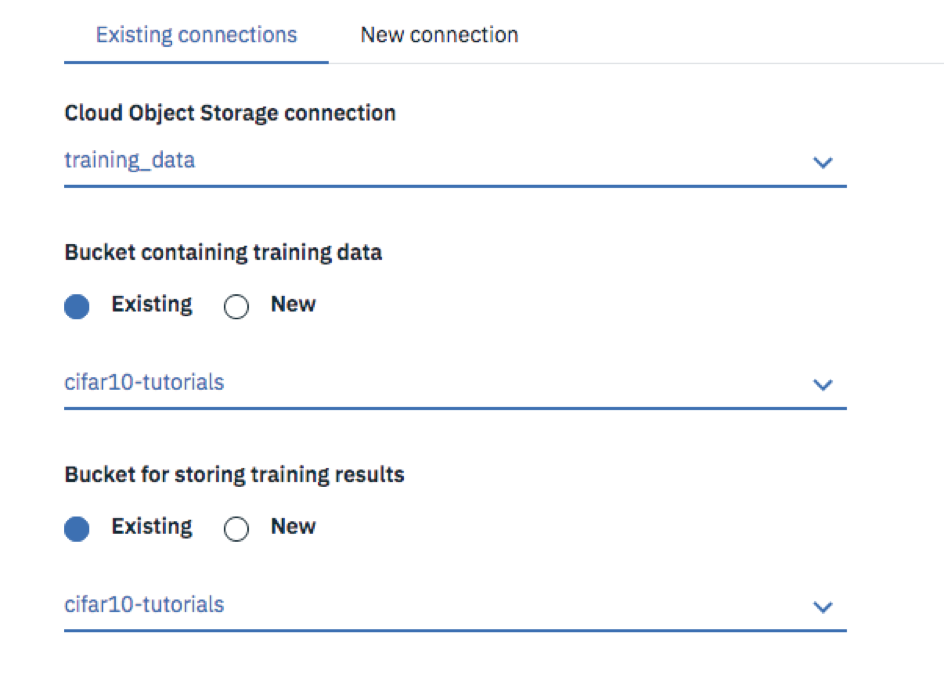 Existing connections New connection
Cloud Object Storage connection
training_data
Bucket containing training data
Existing New
cifar10-tutorials
Bucket for storing training results
Existing New
cifar10-tutorials